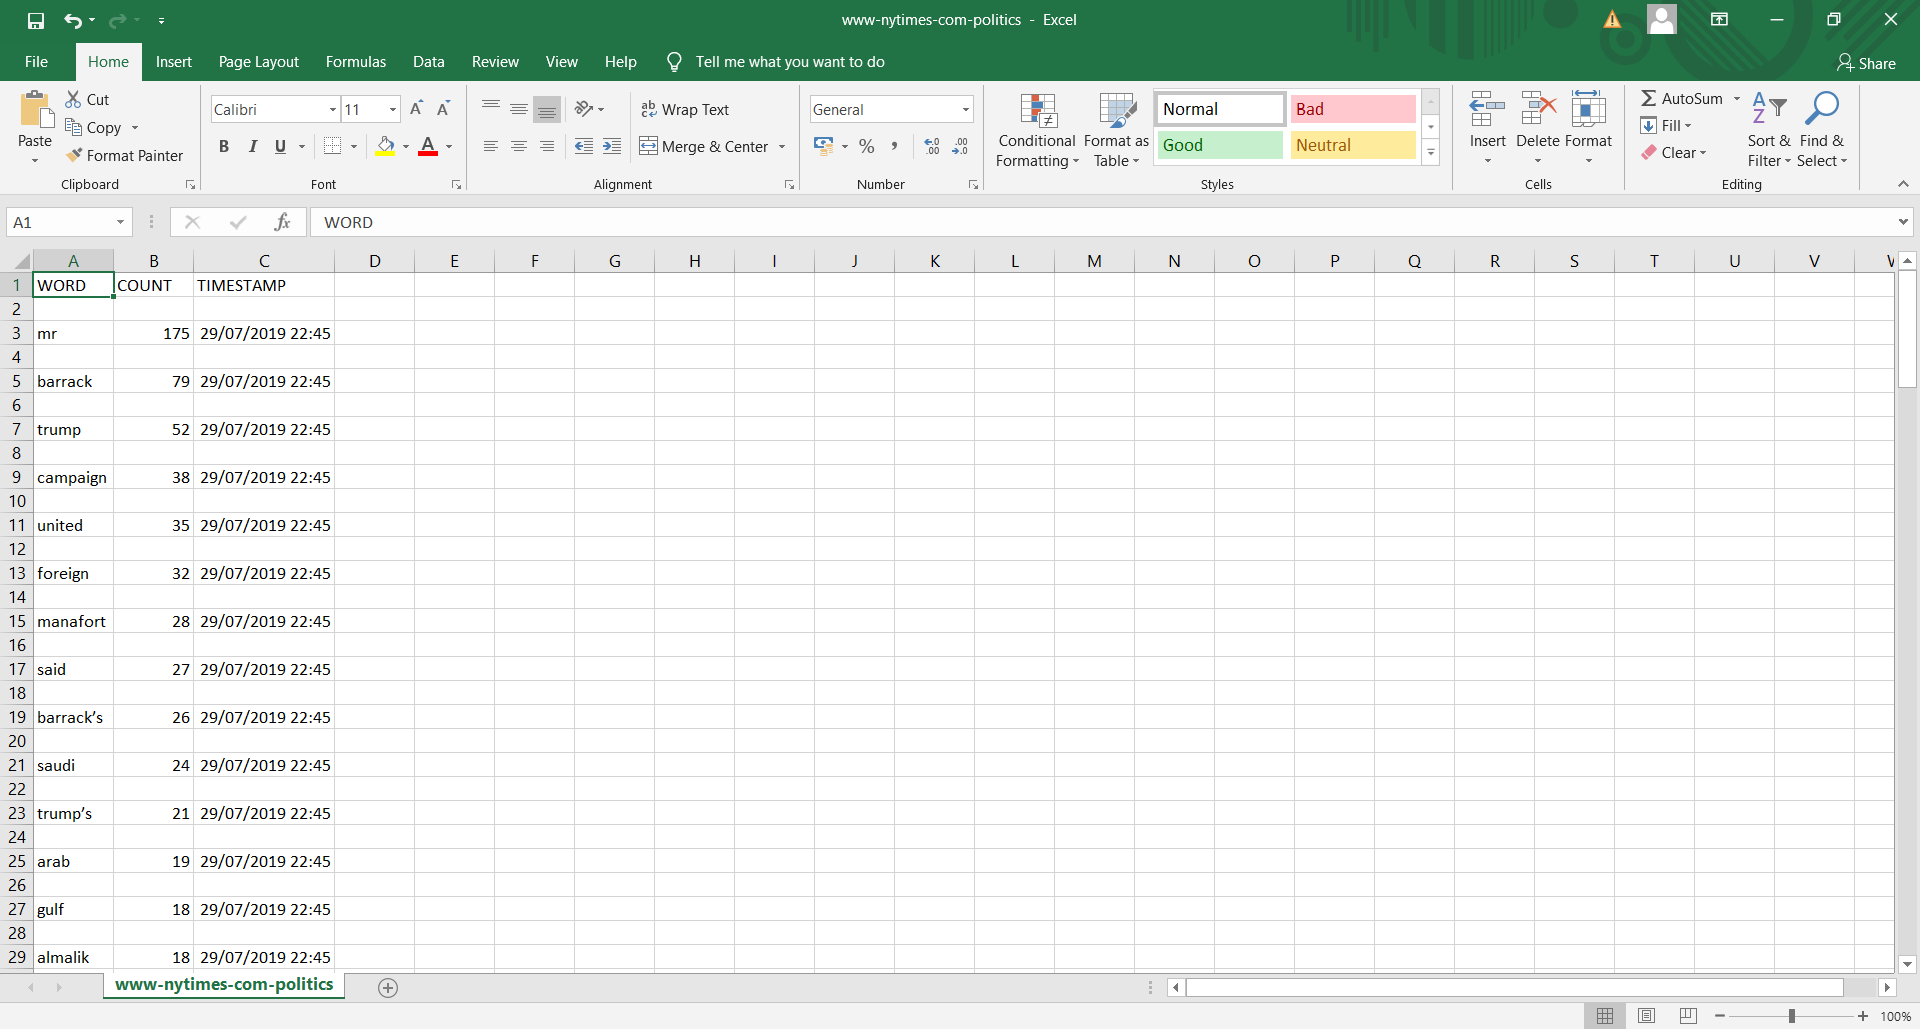 www-nytimes-com-politics - Excel
File Home Insert Page Layout Formulas Data Review View Help Tell me what you want to do Share
Paste
Cut
Copy
Format Painter
Clipboard
Calibri 11
B I U
Font
Wrap Text
Merge & Center
Alignment
General
% ,
Number
Conditional Formatting
Format as Table
Normal Bad
Good Neutral
Styles
Insert Delete Format
Cells
AutoSum
Fill
Clear
Sort & Filter
Find & Select
Editing
A1 fx WORD
A B C D E F G H I J K L M N O P Q R S T U V
1 WORD COUNT TIMESTAMP
2
3 mr 175 29/07/2019 22:45
4
5 barrack 79 29/07/2019 22:45
6
7 trump 52 29/07/2019 22:45
8
9 campaign 38 29/07/2019 22:45
10
11 united 35 29/07/2019 22:45
12
13 foreign 32 29/07/2019 22:45
14
15 manafort 28 29/07/2019 22:45
16
17 said 27 29/07/2019 22:45
18
19 barrack’s 26 29/07/2019 22:45
20
21 saudi 24 29/07/2019 22:45
22
23 trump’s 21 29/07/2019 22:45
24
25 arab 19 29/07/2019 22:45
26
27 gulf 18 29/07/2019 22:45
28
29 almalik 18 29/07/2019 22:45
www-nytimes-com-politics
100%